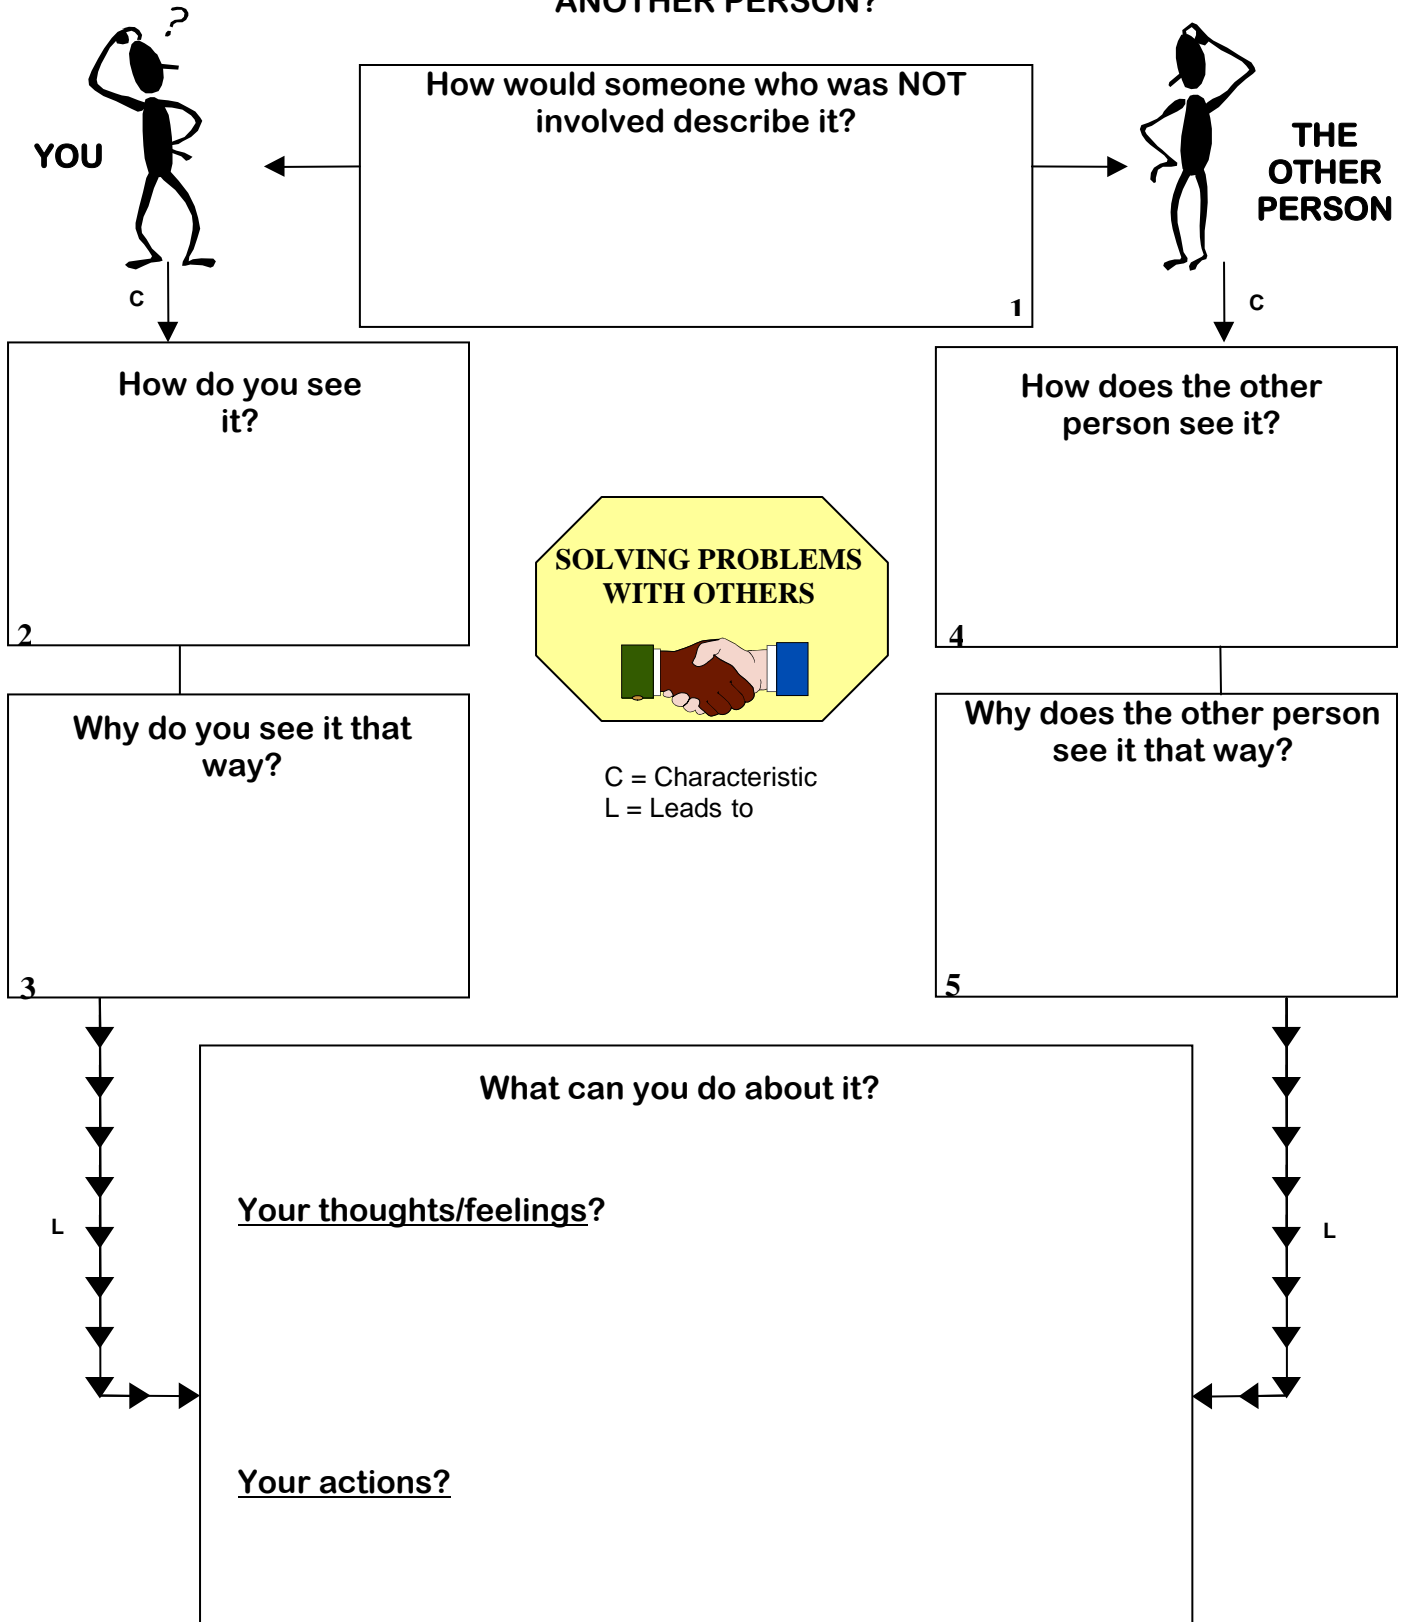 ANOTHER PERSON?
?
How would someone who was NOT
involved describe it?
1
YOU
THE
OTHER
PERSON
C
C
How do you see
it?
2
How does the other
person see it?
4
SOLVING PROBLEMS
WITH OTHERS
C = Characteristic
L = Leads to
Why do you see it that
way?
3
Why does the other person
see it that way?
5
L
L
What can you do about it?
Your thoughts/feelings?
Your actions?